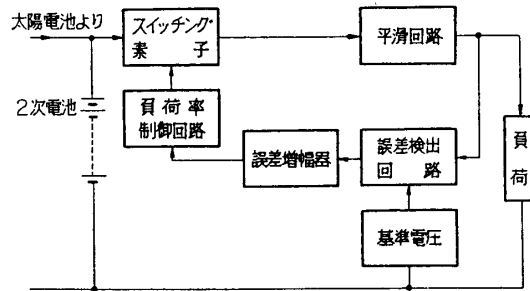 太陽電池より
スイッチング
素子
平滑回路
2次電池
負荷率
制御回路
誤差増幅器
誤差検出
回路
負荷
基準電圧